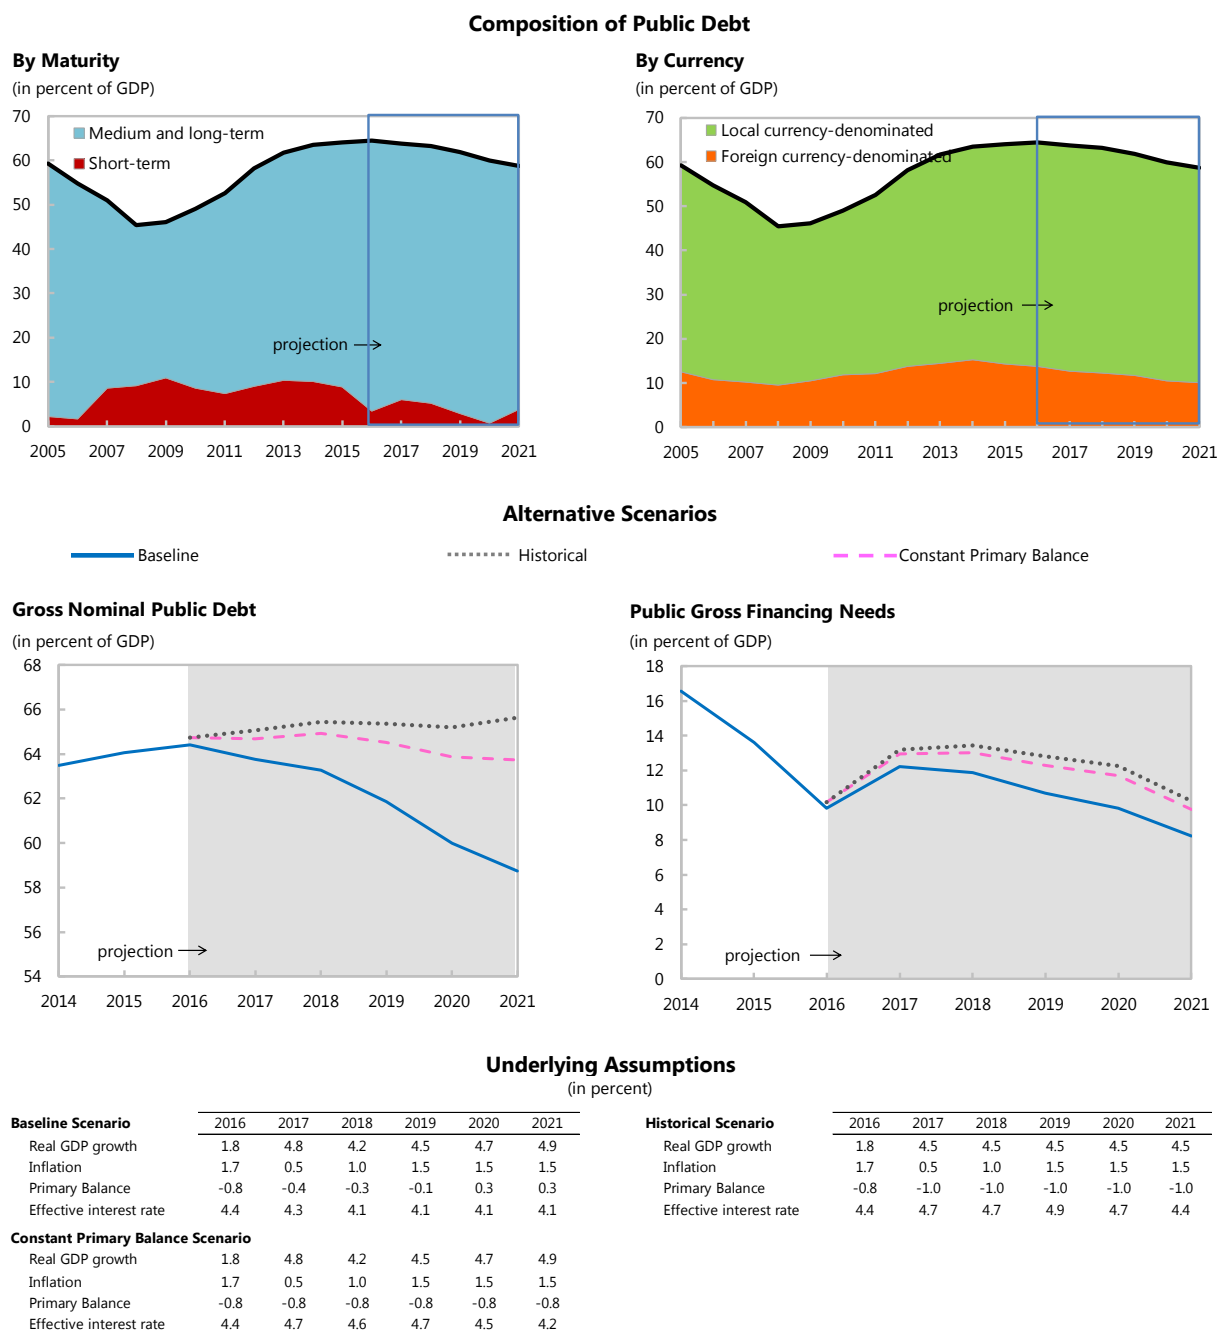 Composition of Public Debt
By Maturity
(in percent of GDP)
70
60
50
40
30
20
10
0
Medium and long-term
Short-term
projection
2005 2007 2009 2011 2013 2015 2017 2019 2021
By Currency
(in percent of GDP)
70
60
50
40
30
20
10
0
Local currency-denominated
Foreign currency-denominated
projection
2005 2007 2009 2011 2013 2015 2017 2019 2021
Alternative Scenarios
Baseline Historical Constant Primary Balance
Gross Nominal Public Debt
(in percent of GDP)
68
66
64
62
60
58
56
54
projection
2014 2015 2016 2017 2018 2019 2020 2021
Public Gross Financing Needs
(in percent of GDP)
18
16
14
12
10
8
6
4
2
0
projection
2014 2015 2016 2017 2018 2019 2020 2021
Underlying Assumptions
(in percent)
Baseline Scenario 2016 2017 2018 2019 2020 2021
Real GDP growth 1.8 4.8 4.2 4.5 4.7 4.9
Inflation 1.7 0.5 1.0 1.5 1.5 1.5
Primary Balance -0.8 -0.4 -0.3 -0.1 0.3 0.3
Effective interest rate 4.4 4.3 4.1 4.1 4.1 4.1
Constant Primary Balance Scenario
Real GDP growth 1.8 4.8 4.2 4.5 4.7 4.9
Inflation 1.7 0.5 1.0 1.5 1.5 1.5
Primary Balance -0.8 -0.8 -0.8 -0.8 -0.8 -0.8
Effective interest rate 4.4 4.7 4.6 4.7 4.5 4.2
Historical Scenario 2016 2017 2018 2019 2020 2021
Real GDP growth 1.8 4.5 4.5 4.5 4.5 4.5
Inflation 1.7 0.5 1.0 1.5 1.5 1.5
Primary Balance -0.8 -1.0 -1.0 -1.0 -1.0 -1.0
Effective interest rate 4.4 4.7 4.7 4.9 4.7 4.4